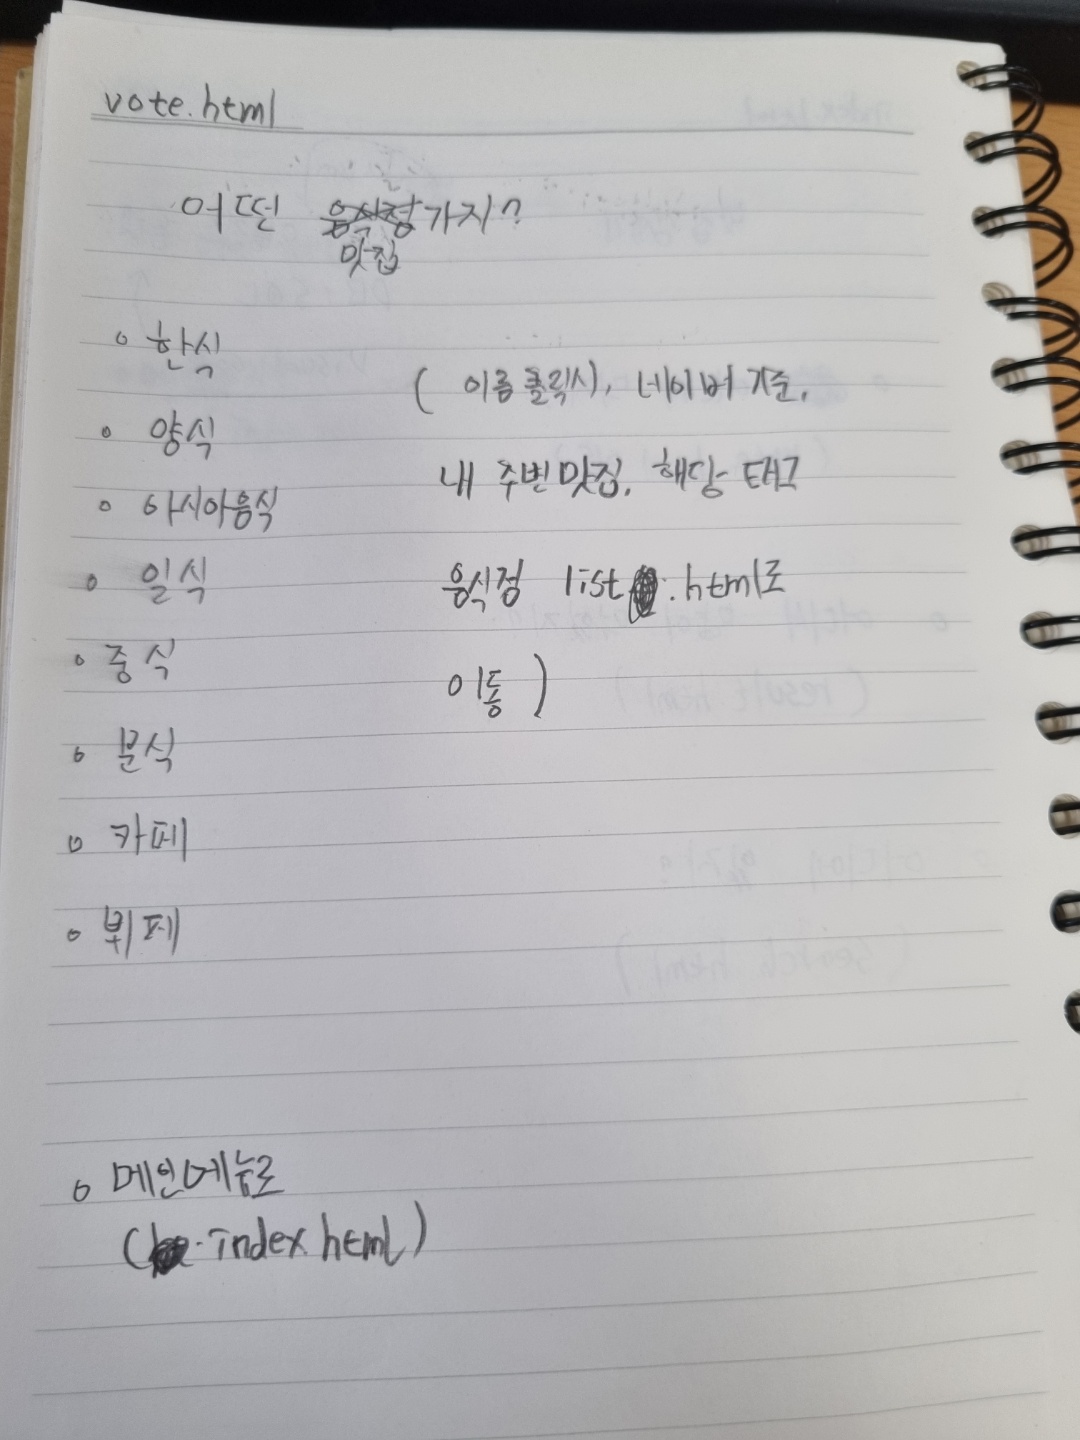 vote.html
어떤 음식점가지?
맛집
○ 한식
○ 양식
○ 아시아음식
○ 일식
○ 중식
○ 분식
○ 카페
○ 뷔페
( 이름 클릭시, 네이버 기준,
내 주변맛집, 해당 태그
음식점 list.html로
이동 )
○ 메인메뉴로
(index.html)